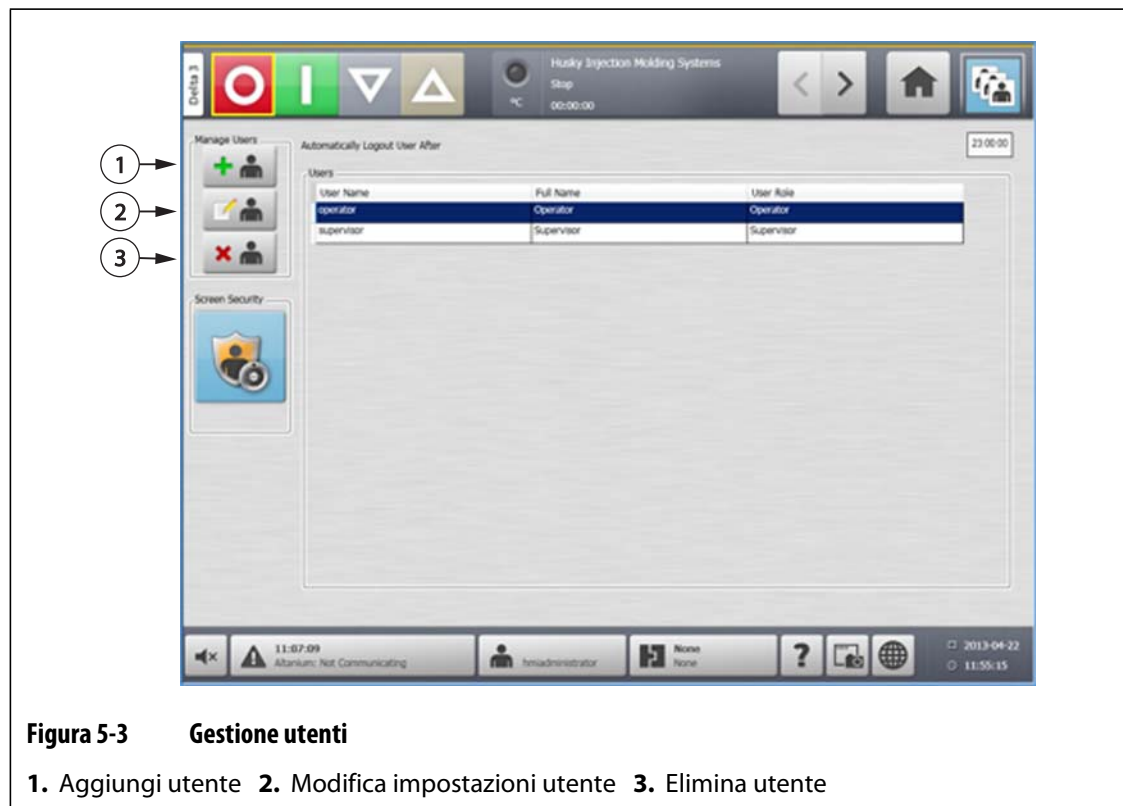 Delta 3
Husky Injection Molding Systems
Stop
°C
00:00:00
Manage Users
Automatically Logout User After
23:00:00
1
2
3
Users
User Name Full Name User Role
operator Operator Operator
supervisor Supervisor Supervisor
Screen Security
11:07:09
Altanium: Not Communicating
hmiadministrator
None
None
?
2013-04-22
11:55:15
Figura 5-3 Gestione utenti
1. Aggiungi utente 2. Modifica impostazioni utente 3. Elimina utente